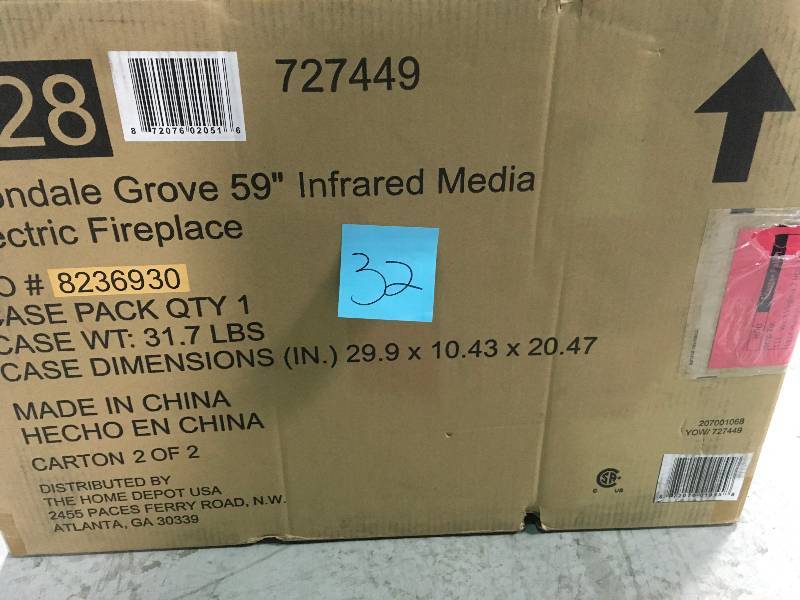 28
8 72076 02051 6
727449
ondale Grove 59" Infrared Media
ectric Fireplace
32
O # 8236930
CASE PACK QTY 1
CASE WT: 31.7 LBS
CASE DIMENSIONS (IN.) 29.9 x 10.43 x 20.47
MADE IN CHINA
HECHO EN CHINA
CARTON 2 OF 2
DISTRIBUTED BY
THE HOME DEPOT USA
2455 PACES FERRY ROAD, N.W.
ATLANTA, GA 30339
207001068
YOW/ 727449
C US